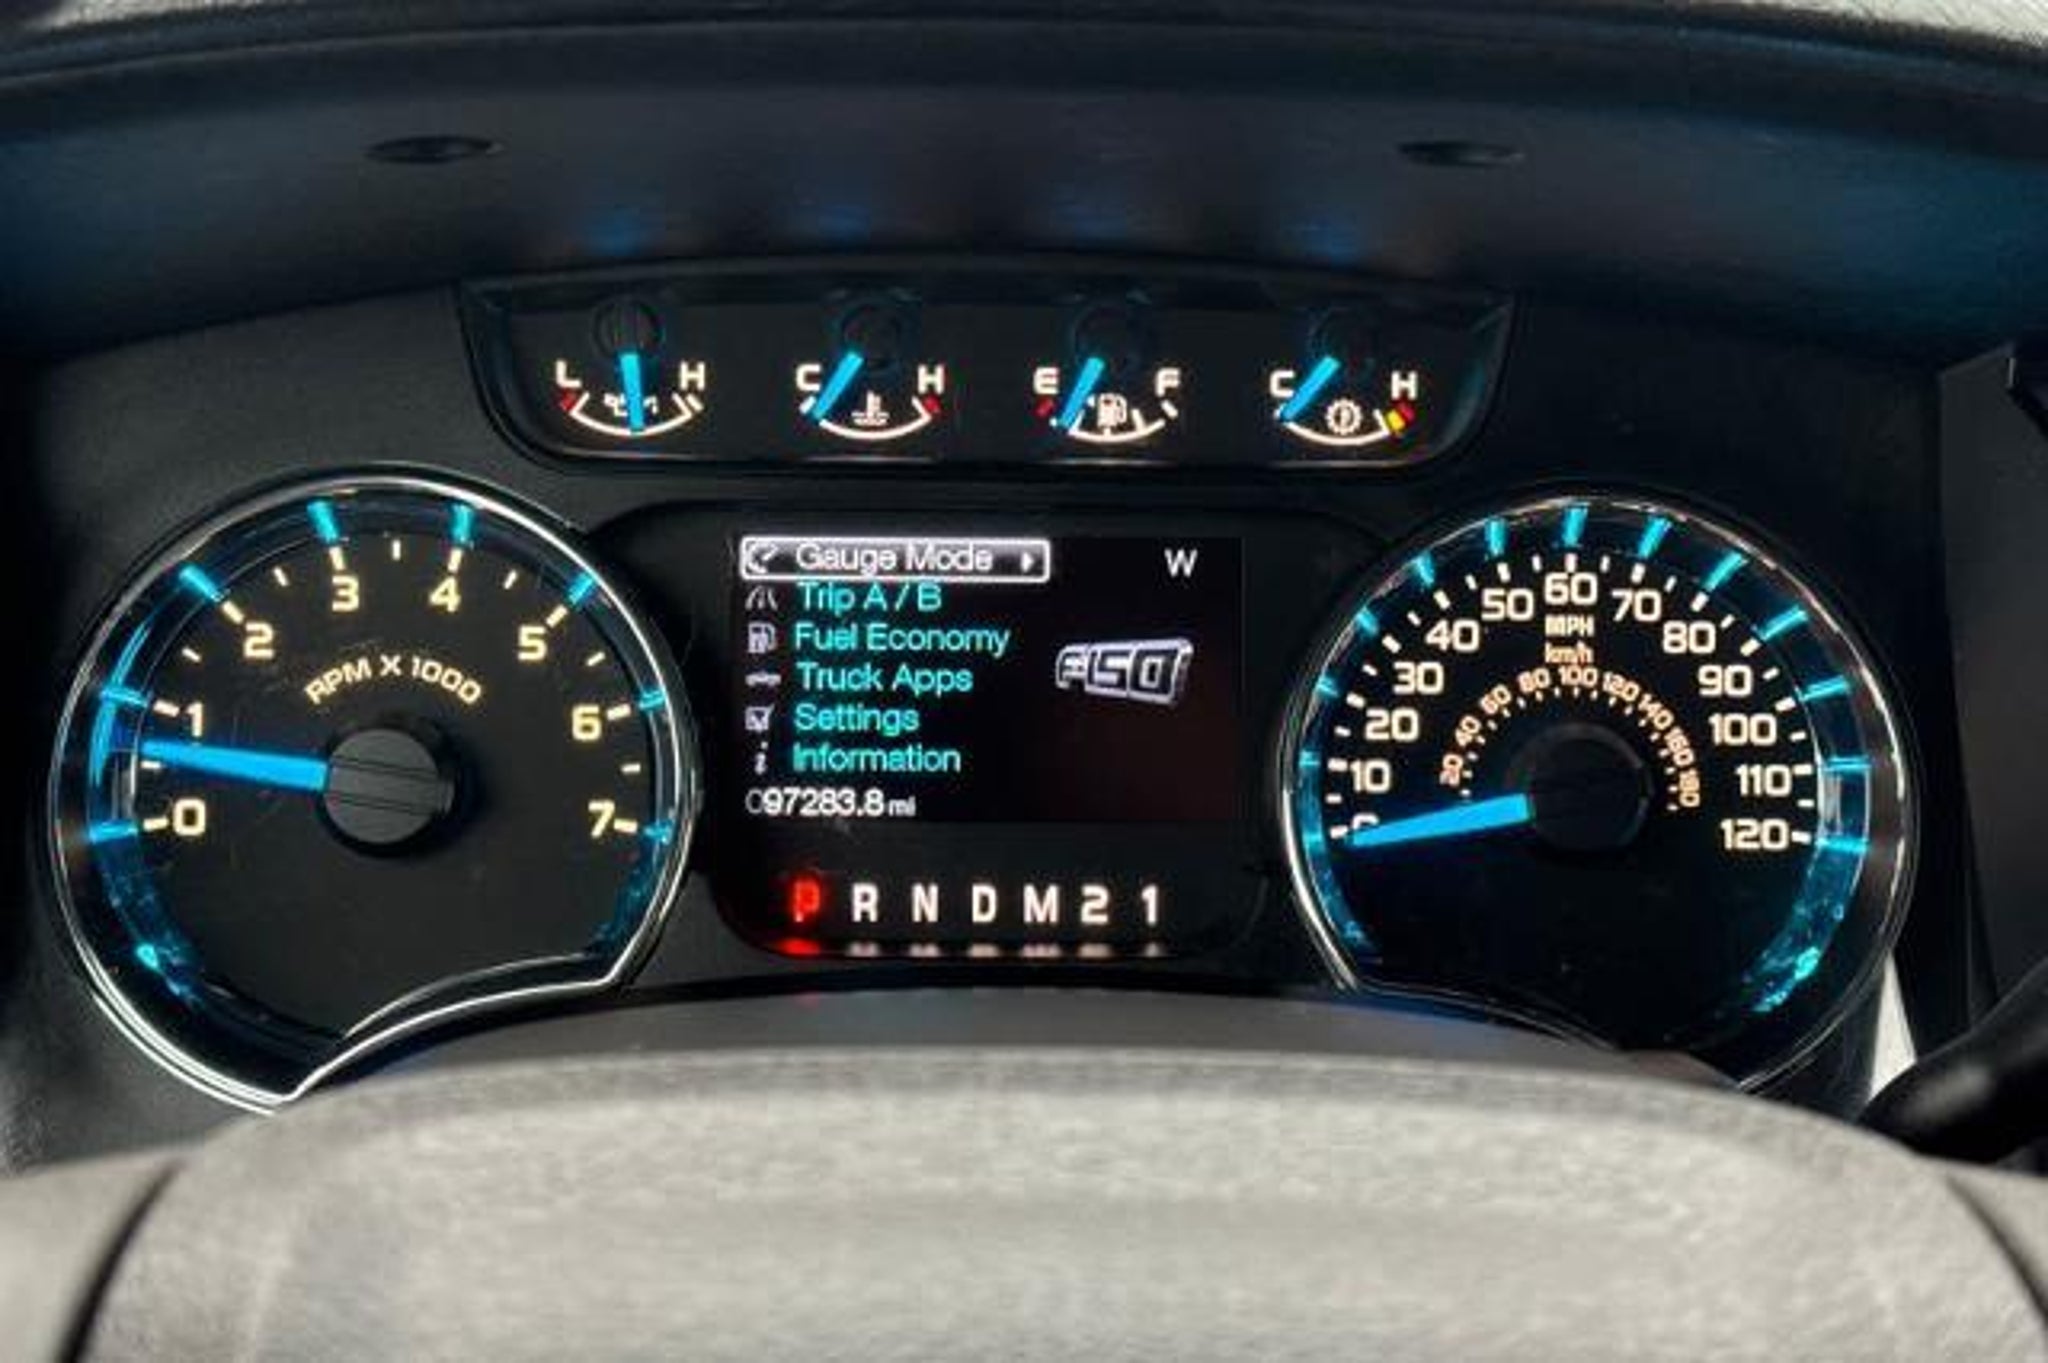 L H
C H
E F
C H
0 1 2 3 4 5 6 7
RPM X 1000
Gauge Mode
W
Trip A / B
Fuel Economy
F150
Truck Apps
Settings
Information
097283.8 mi
P R N D M 2 1
0 10 20 30 40 50 60 70 80 90 100 110 120
MPH
km/h
20 40 60 80 100 120 140 160 180